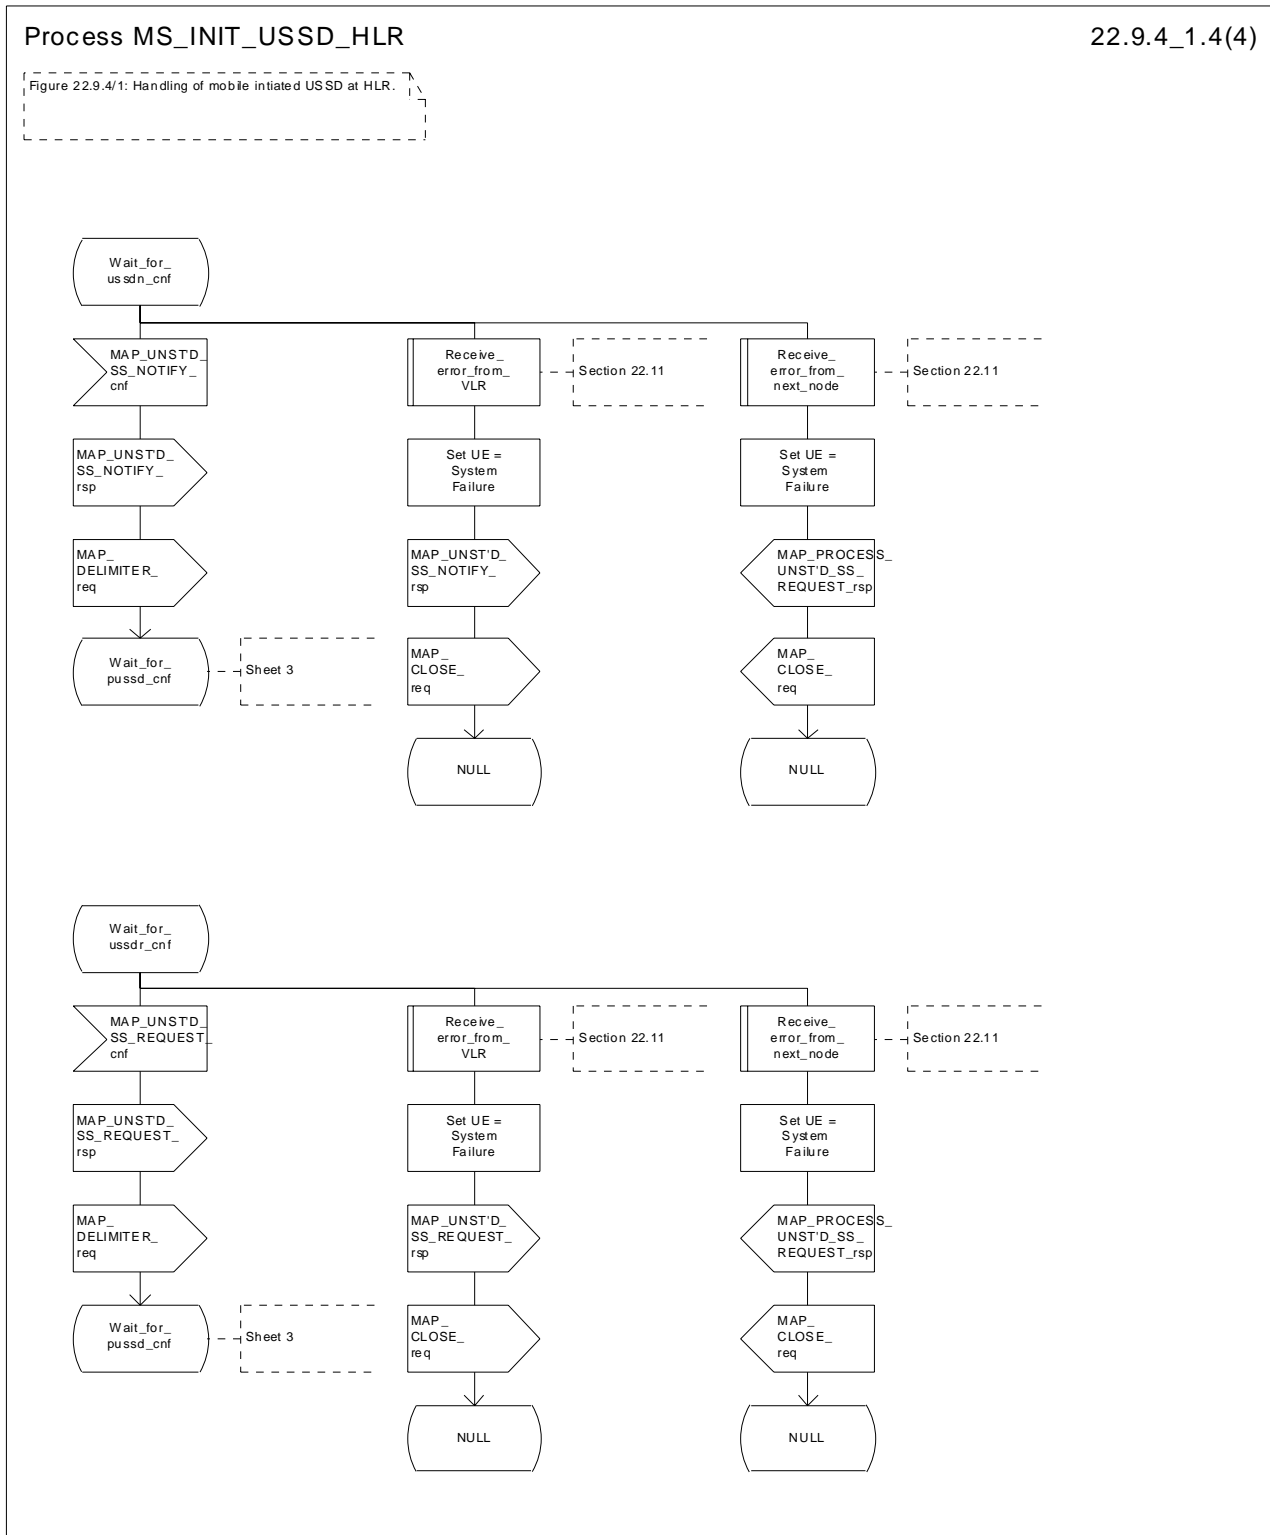 Process MS_INIT_USSD_HLR
22.9.4_1.4(4)
Figure 22.9.4/1: Handling of mobile intiated USSD at HLR.
Wait_for_
ussdn_cnf
MAP_UNST'D_
SS_NOTIFY_
cnf
Receive_
error_from_
VLR
Section 22.11
Receive_
error_from_
next_node
Section 22.11
MAP_UNST'D_
SS_NOTIFY_
rsp
Set UE =
System
Failure
Set UE =
System
Failure
MAP_
DELIMITER_
req
MAP_UNST'D_
SS_NOTIFY_
rsp
MAP_PROCESS_
UNST'D_SS_
REQUEST_rsp
Wait_for_
pussd_cnf
Sheet 3
MAP_
CLOSE_
req
MAP_
CLOSE_
req
NULL
NULL
Wait_for_
ussdr_cnf
MAP_UNST'D_
SS_REQUEST_
cnf
Receive_
error_from_
VLR
Section 22.11
Receive_
error_from_
next_node
Section 22.11
MAP_UNST'D_
SS_REQUEST_
rsp
Set UE =
System
Failure
Set UE =
System
Failure
MAP_
DELIMITER_
req
MAP_UNST'D_
SS_REQUEST_
rsp
MAP_PROCESS_
UNST'D_SS_
REQUEST_rsp
Wait_for_
pussd_cnf
Sheet 3
MAP_
CLOSE_
req
MAP_
CLOSE_
req
NULL
NULL